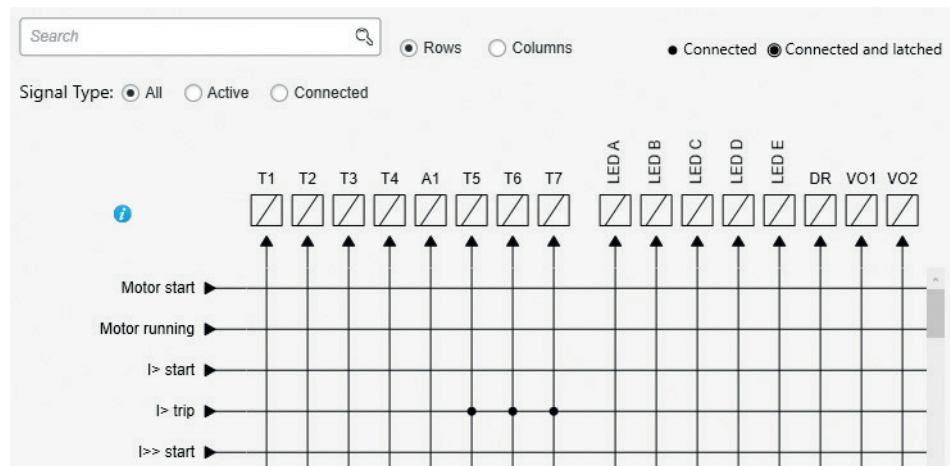 Search
Rows Columns Connected Connected and latched
Signal Type: All Active Connected
T1 T2 T3 T4 A1 T5 T6 T7 LED A LED B LED C LED D LED E DR VO1 VO2
i
Motor start
Motor running
I> start
I> trip
I>> start